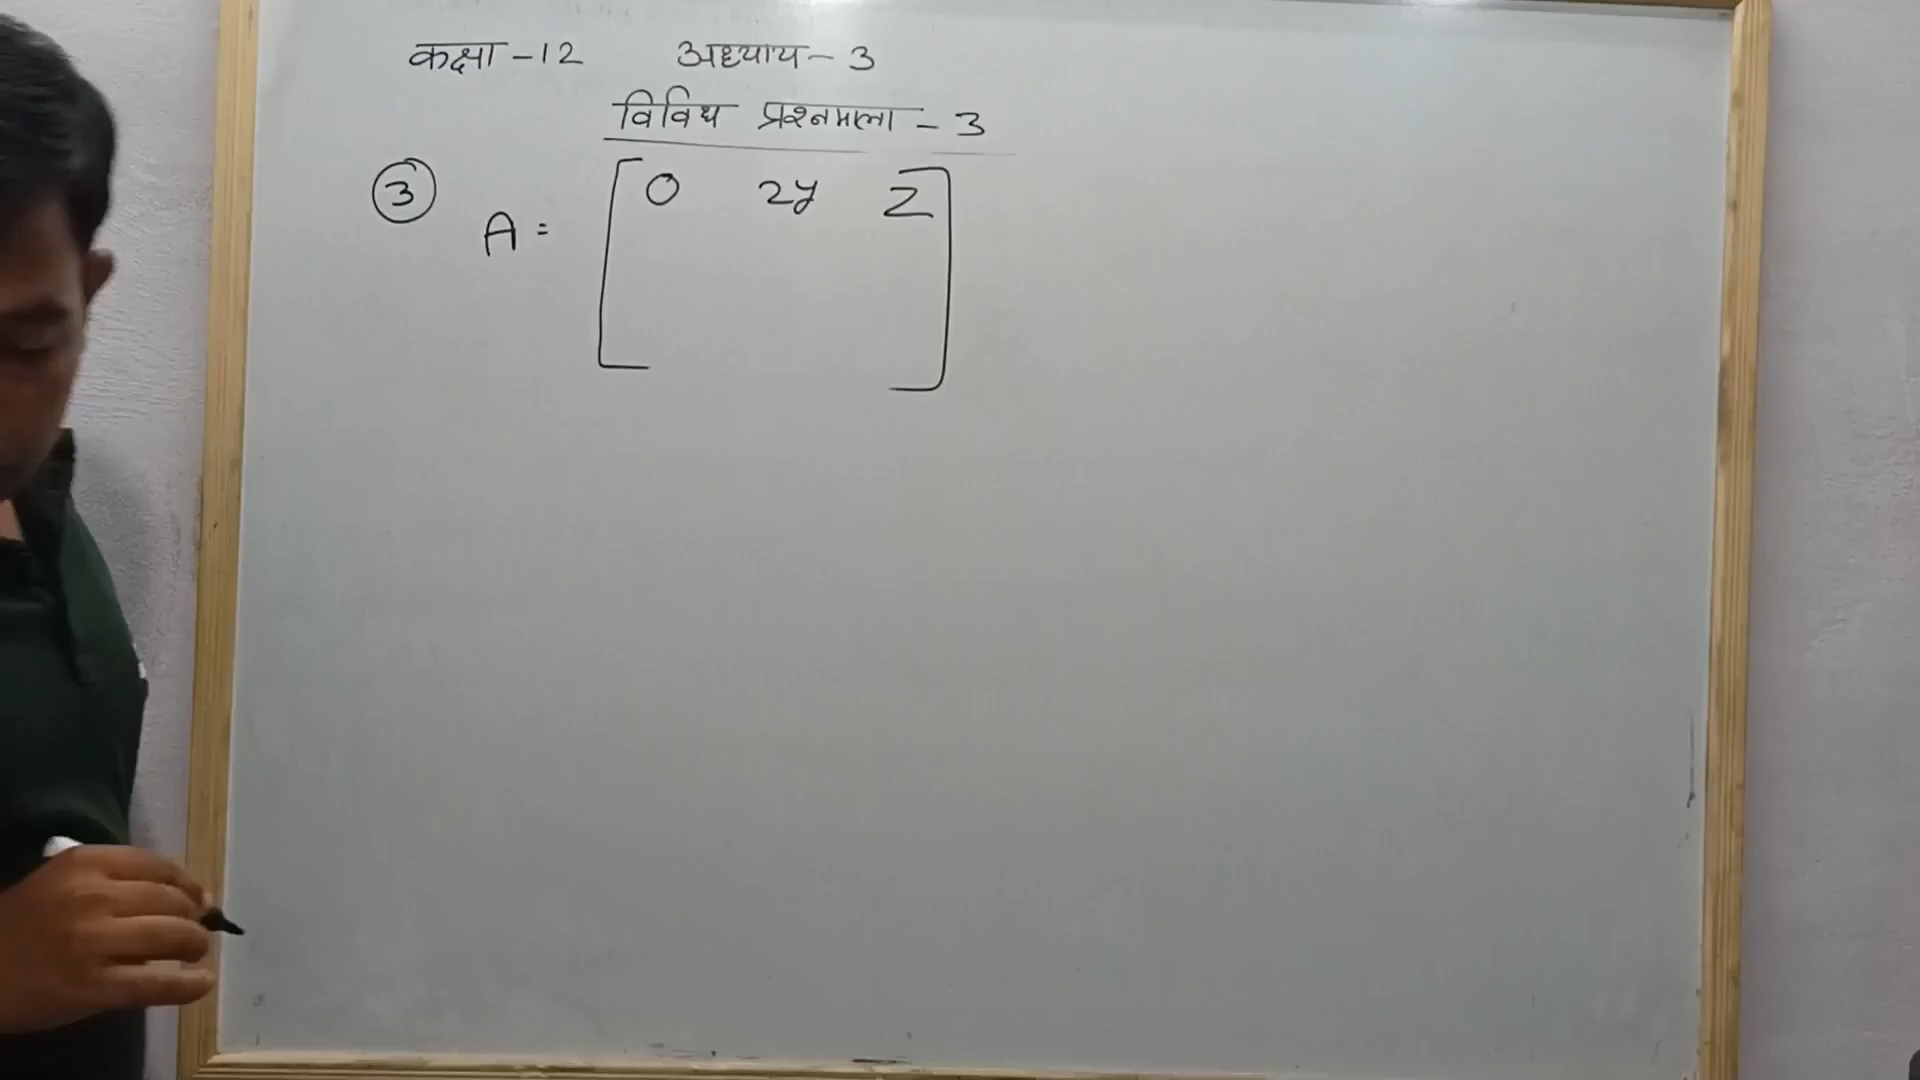 कक्षा -12 अध्याय - 3
विविध प्रश्नमाला - 3
3 A = [ 0 2y z ]